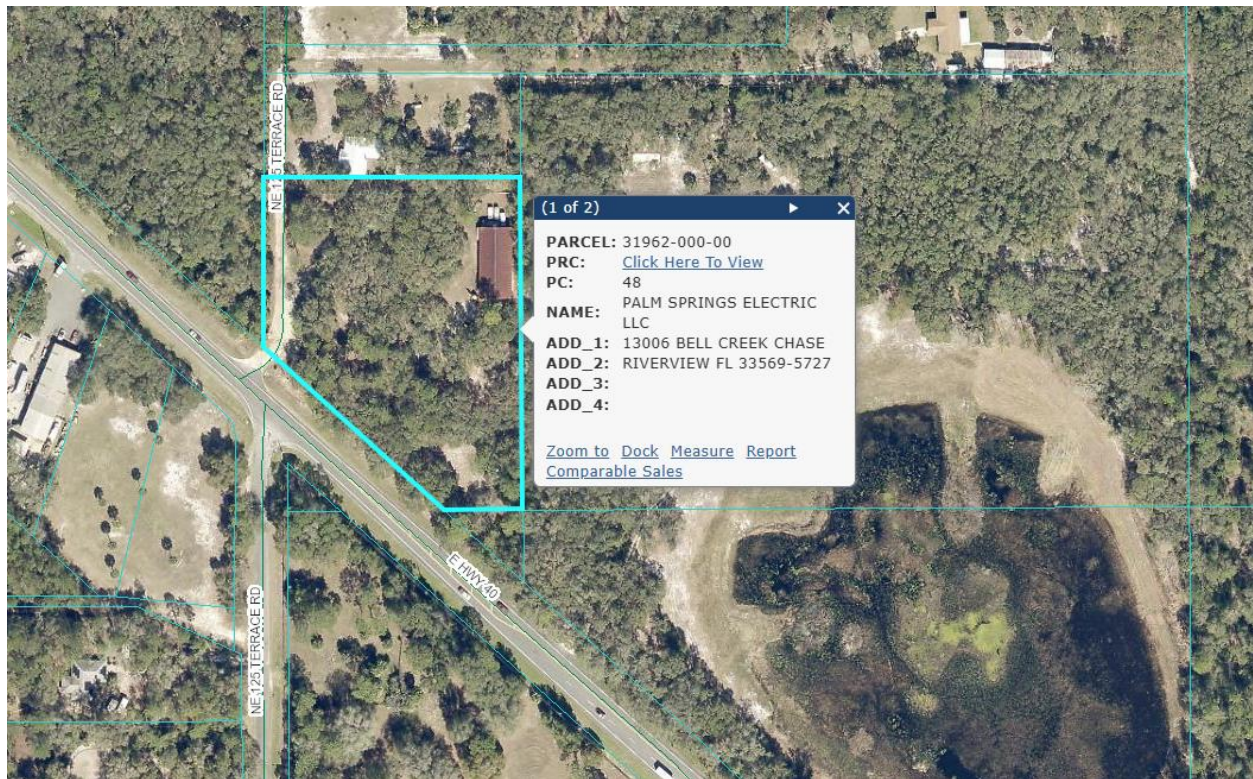 NE 125 TERRACE RD
(1 of 2)
PARCEL: 31962-000-00
PRC: Click Here To View
PC: 48
NAME: PALM SPRINGS ELECTRIC
LLC
ADD_1: 13006 BELL CREEK CHASE
ADD_2: RIVERVIEW FL 33569-5727
ADD_3:
ADD_4:
Zoom to Dock Measure Report
Comparable Sales
E HWY 40
NE 125 TERRACE RD